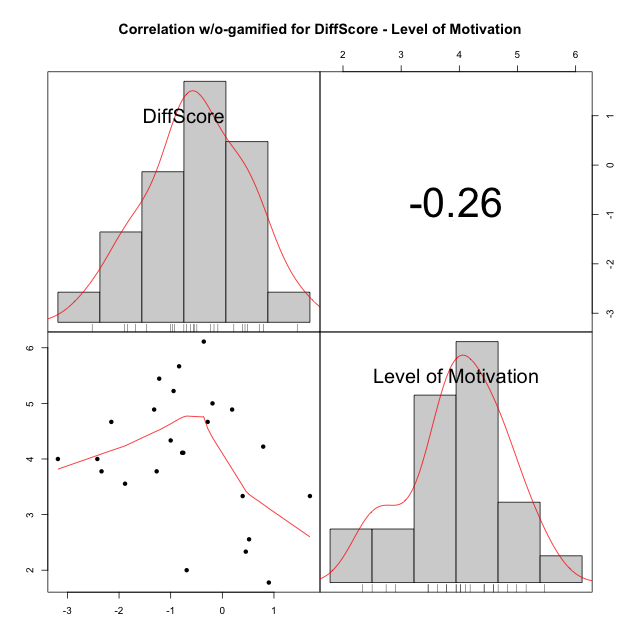 Correlation w/o-gamified for DiffScore - Level of Motivation
2 3 4 5 6
DiffScore
1
0
-1
-2
-3
-0.26
6
5
4
3
2
Level of Motivation
-3 -2 -1 0 1